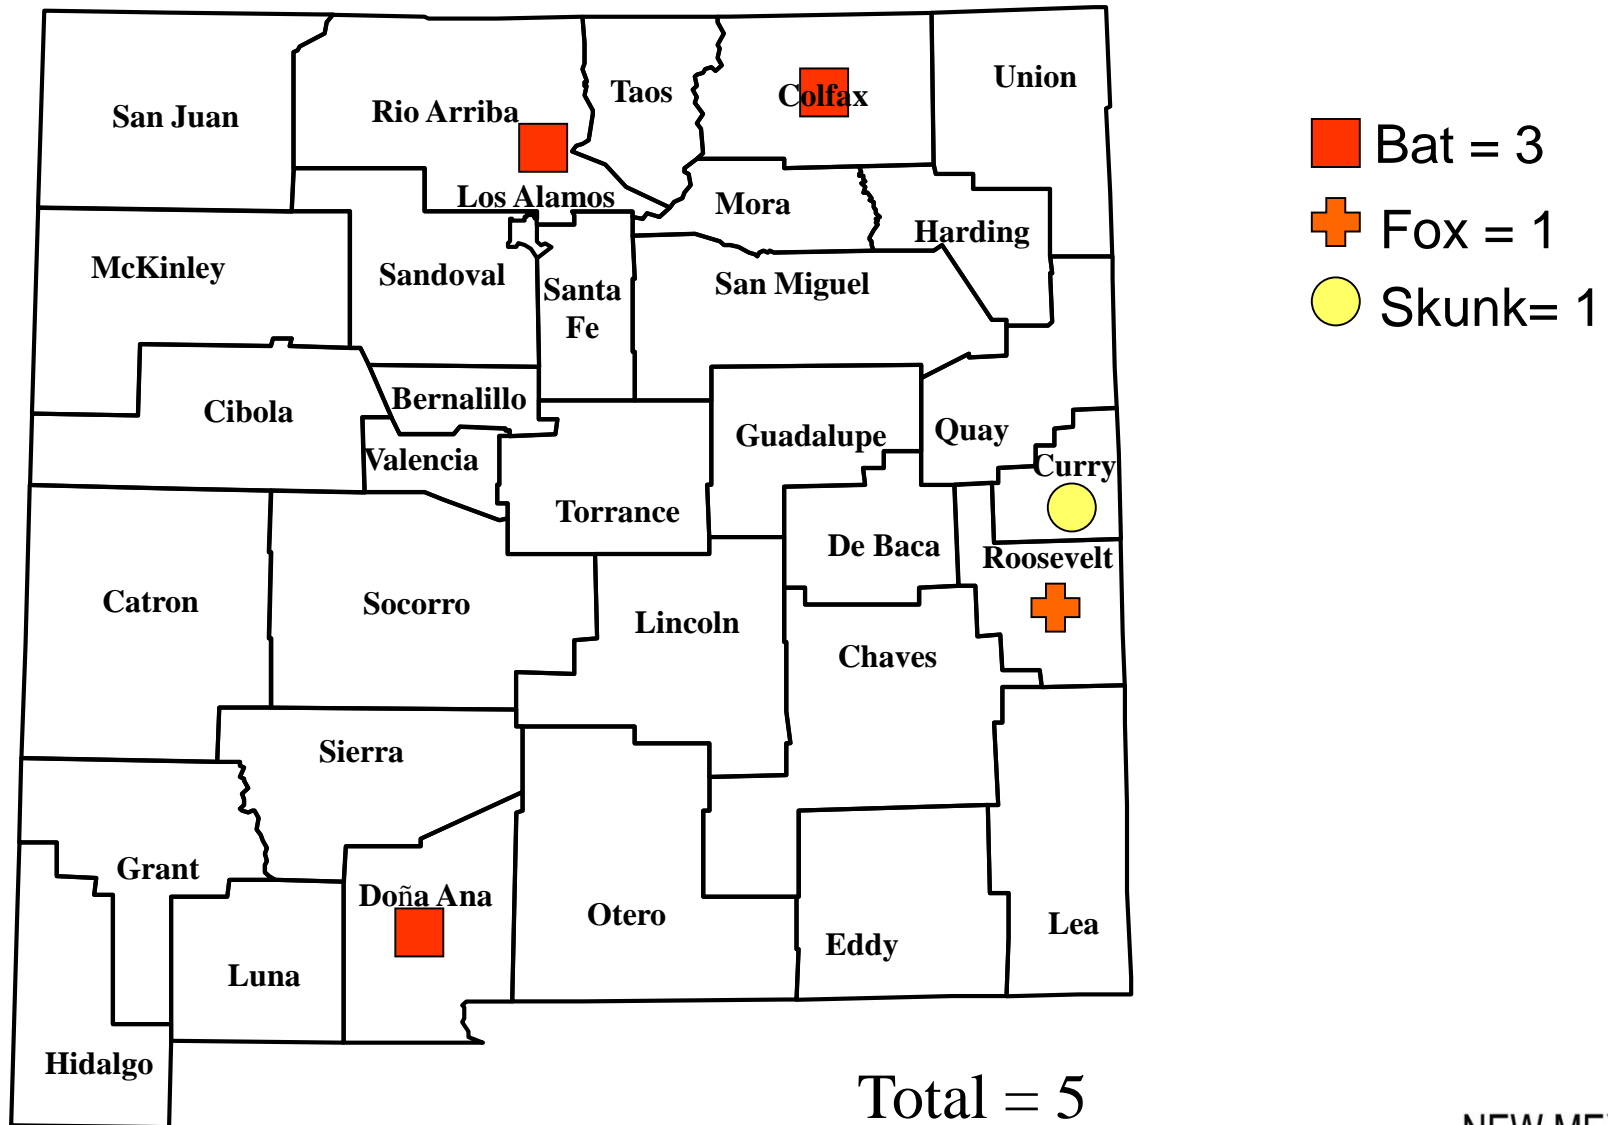 San Juan
Rio Arriba
Taos
Colfax
Union
Los Alamos
Mora
Harding
McKinley
Sandoval
Santa
Fe
San Miguel
Cibola
Bernalillo
Valencia
Guadalupe
Quay
Curry
Torrance
De Baca
Roosevelt
Catron
Socorro
Lincoln
Chaves
Sierra
Grant
Doña Ana
Otero
Eddy
Lea
Luna
Hidalgo
Bat = 3
Fox = 1
Skunk= 1
Total = 5
NEW